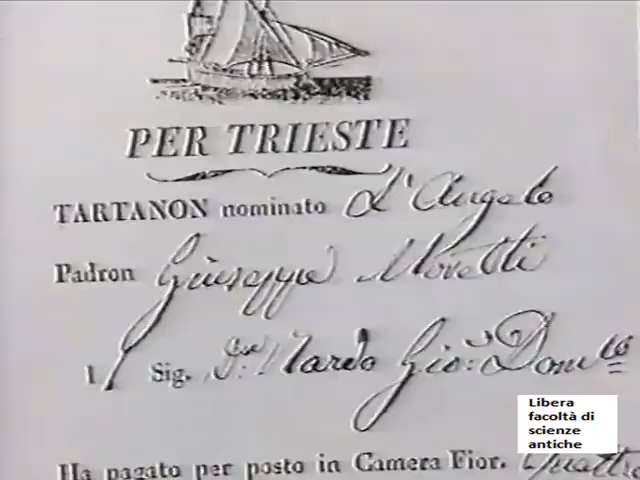 PER TRIESTE
TARTANON nominato L'Angelo
Padron Giuseppe Moretti
Sig. Nardo Gio: Dom.co
Ha pagato per posto in Camera Fior. Quattro
Libera
facoltà di
scienze
antiche